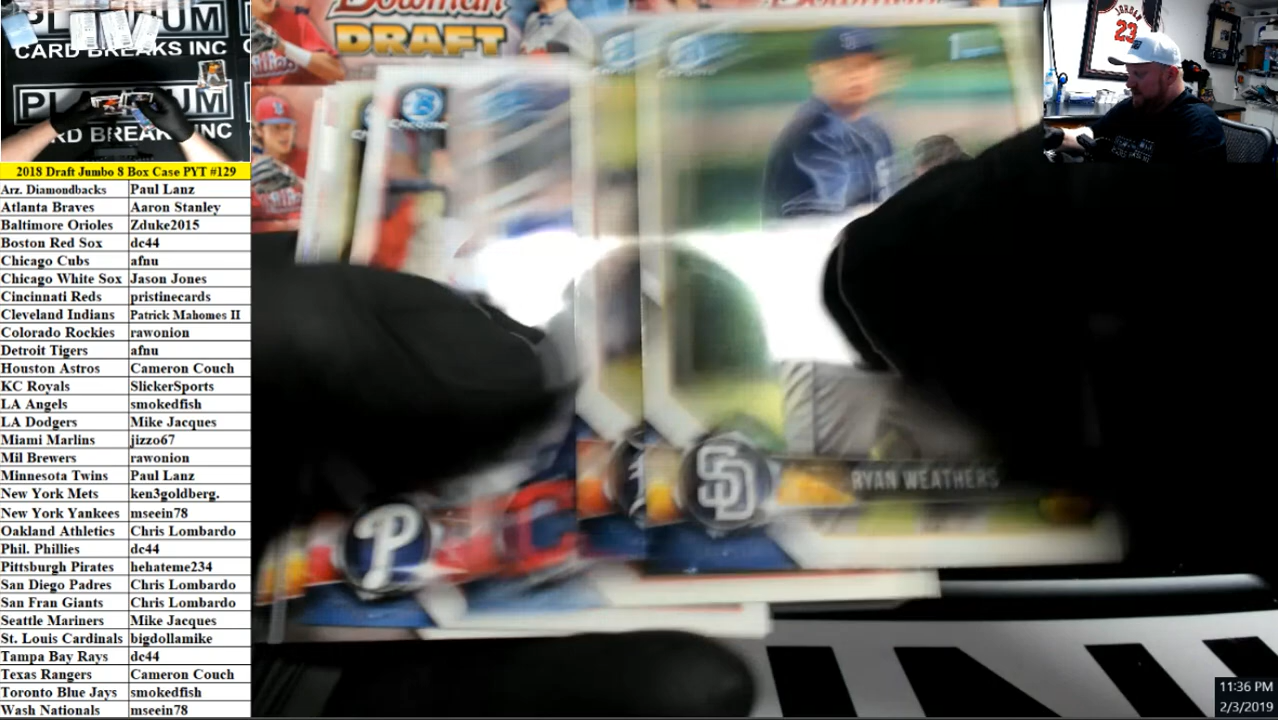 PLATINUM
CARD BREAKS INC
PLATINUM
CARD BREAKS INC
Bowman
DRAFT
JORDAN
23
2018 Draft Jumbo 8 Box Case PYT #129
Arz. Diamondbacks Paul Lanz
Atlanta Braves Aaron Stanley
Baltimore Orioles Zduke2015
Boston Red Sox dc44
Chicago Cubs afnu
Chicago White Sox Jason Jones
Cincinnati Reds pristinecards
Cleveland Indians Patrick Mahomes II
Colorado Rockies rawonion
Detroit Tigers afnu
Houston Astros Cameron Couch
KC Royals SlickerSports
LA Angels smokedfish
LA Dodgers Mike Jacques
Miami Marlins jizzo67
Mil Brewers rawonion
Minnesota Twins Paul Lanz
New York Mets ken3goldberg.
New York Yankees mseein78
Oakland Athletics Chris Lombardo
Phil. Phillies dc44
Pittsburgh Pirates hehateme234
San Diego Padres Chris Lombardo
San Fran Giants Chris Lombardo
Seattle Mariners Mike Jacques
St. Louis Cardinals bigdollamike
Tampa Bay Rays dc44
Texas Rangers Cameron Couch
Toronto Blue Jays smokedfish
Wash Nationals mseein78
Chrome
P
C
SD
RYAN WEATHERS
11:36 PM
2/3/2019